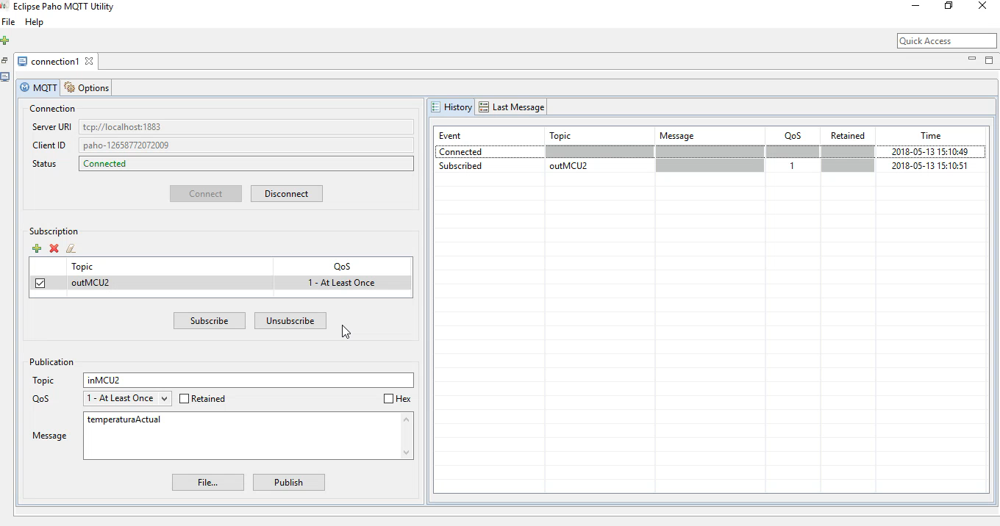 Eclipse Paho MQTT Utility
File Help
Quick Access
connection1
MQTT Options
Connection
Server URI tcp://localhost:1883
Client ID paho-12658772072009
Status Connected
Connect Disconnect
Subscription
Topic QoS
outMCU2 1 - At Least Once
Subscribe Unsubscribe
Publication
Topic inMCU2
QoS 1 - At Least Once Retained Hex
Message temperaturaActual
File... Publish
History Last Message
Event Topic Message QoS Retained Time
Connected 2018-05-13 15:10:49
Subscribed outMCU2 1 2018-05-13 15:10:51